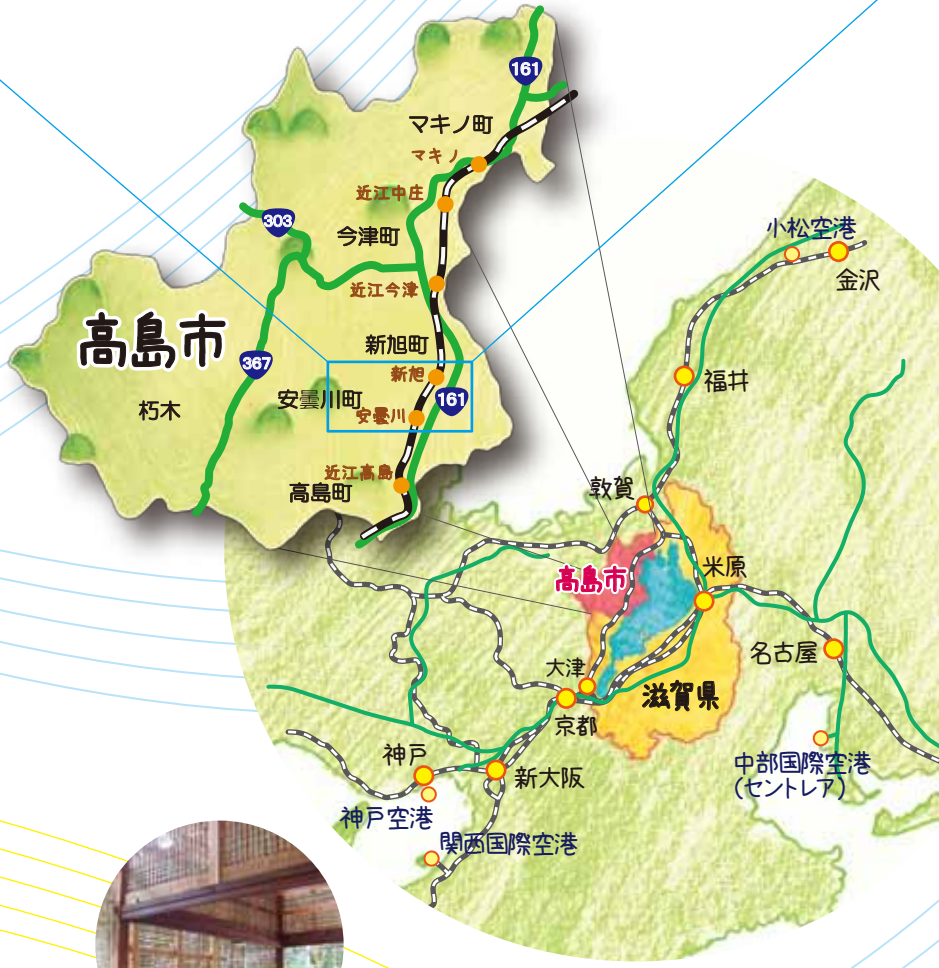 161
マキノ町
マキノ
近江中庄
303
今津町
近江今津
高島市
新旭町
367
新旭
朽木
安曇川町
161
安曇川
近江高島
高島町
小松空港
金沢
福井
敦賀
高島市
米原
名古屋
大津
滋賀県
京都
神戸
新大阪
中部国際空港
(セントレア)
神戸空港
関西国際空港